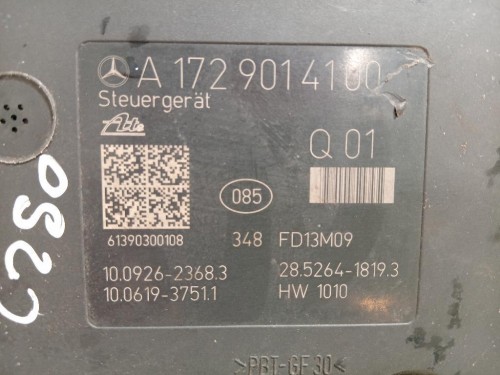 A 172 901 41 00
Steuergerät
Ate
Q 01
085
61390300108
348 FD13M09
10.0926-2368.3 28.5264-1819.3
10.0619-3751.1 HW 1010
>PBT-GF30<
C250